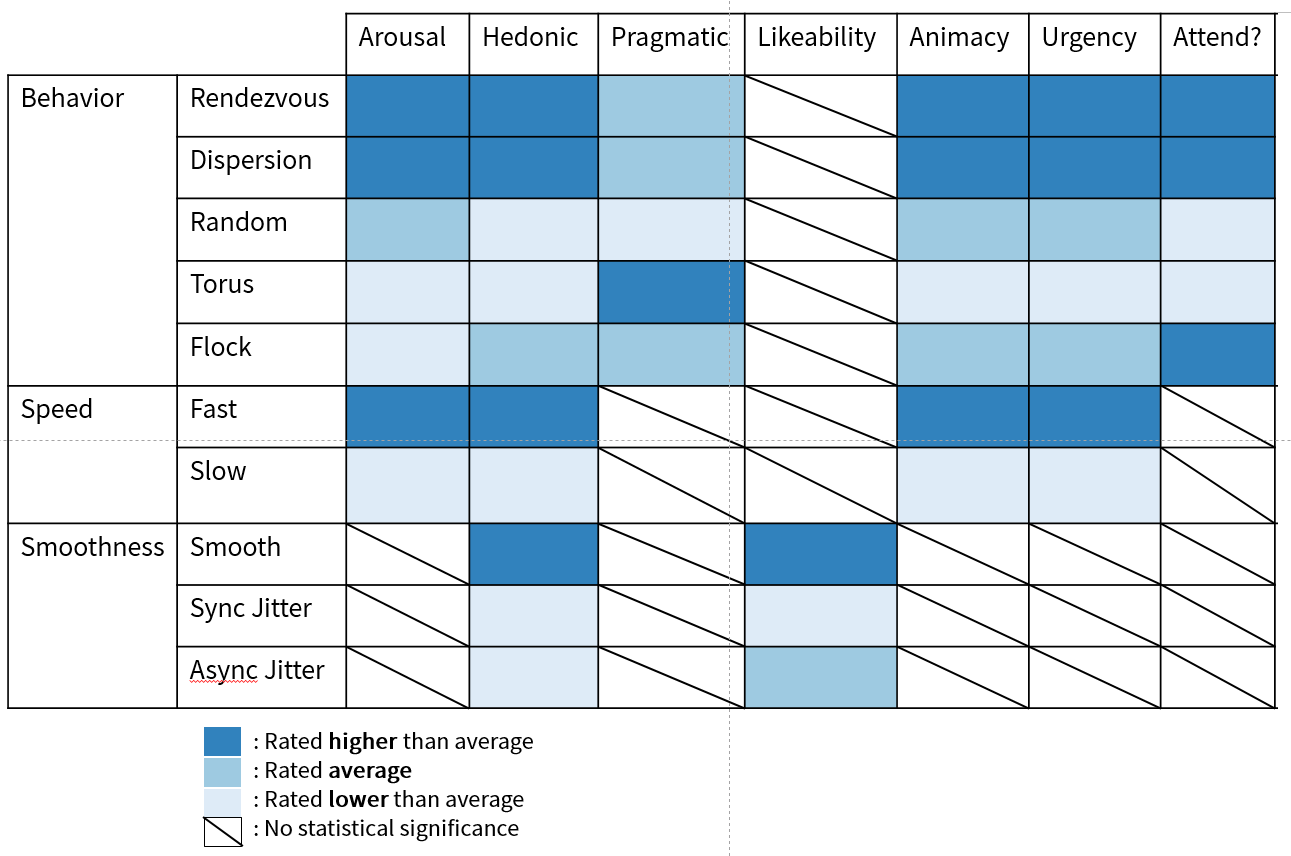 Arousal Hedonic Pragmatic Likeability Animacy Urgency Attend?
Behavior Rendezvous
Dispersion
Random
Torus
Flock
Speed Fast
Slow
Smoothness Smooth
Sync Jitter
Async Jitter
: Rated higher than average
: Rated average
: Rated lower than average
: No statistical significance